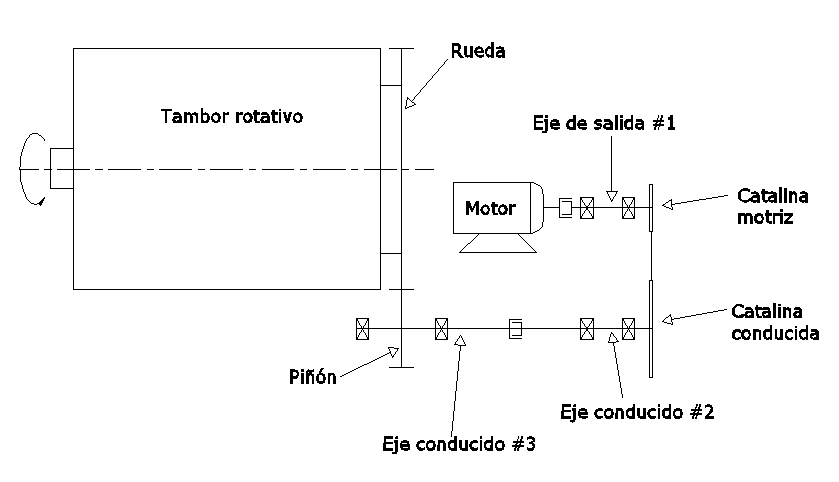 Rueda
Tambor rotativo
Eje de salida #1
Motor
Catalina
motriz
Catalina
conducida
Piñón
Eje conducido #2
Eje conducido #3